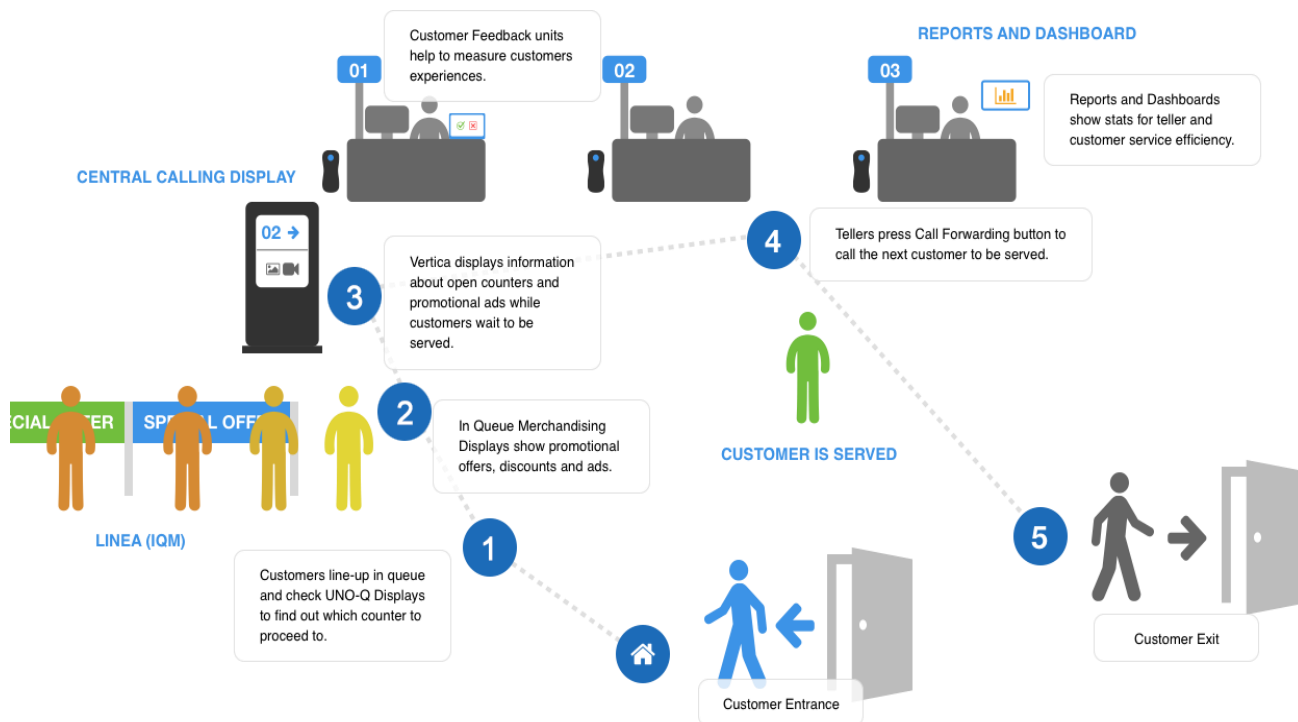 Customer Feedback units
help to measure customers
experiences.
REPORTS AND DASHBOARD
01
02
03
Reports and Dashboards
show stats for teller and
customer service efficiency.
CENTRAL CALLING DISPLAY
02
3
Vertica displays information
about open counters and
promotional ads while
customers wait to be
served.
4
Tellers press Call Forwarding button to
call the next customer to be served.
2
In Queue Merchandising
Displays show promotional
offers, discounts and ads.
CUSTOMER IS SERVED
LINEA (IQM)
1
Customers line-up in queue
and check UNO-Q Displays
to find out which counter to
proceed to.
5
Customer Exit
Customer Entrance